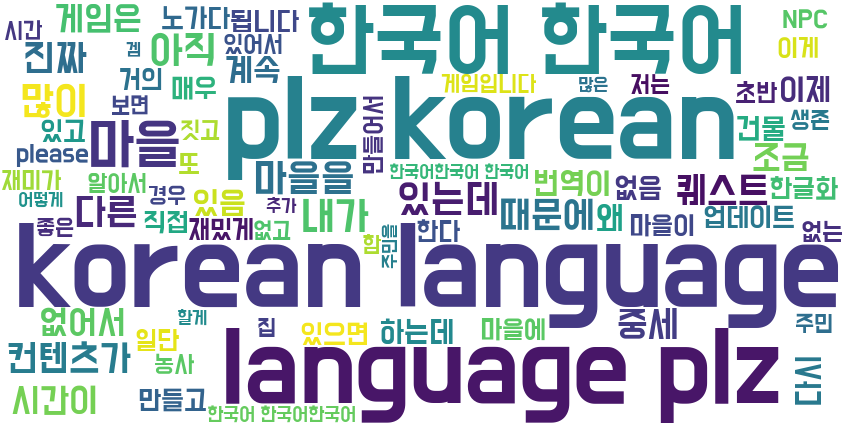 시간
게임은
노가다
됩니다
한국어 한국어
NPC
진짜
겜
아직
있어서
계속
이게
많이
거의
매우
plz korean
게임입니다
많은
저는
초반
이제
보면
있고
마을
짓고
만들어서
건물
생존
please
또
마을을
한국어한국어 한국어
조금
재미가
알아서
경우
있음
있는데
번역이
없음
퀘스트
한글화
어떻게
다른
직접
추가
내가
때문에
왜
마을이
업데이트
좋은
재밌게
없고
함
주민을
한다
없는
korean language
없어서
할게
집
있으면
하는데
마을에
중세
주민
컨텐츠가
일단
농사
language plz
다시
시간이
만들고
한국어 한국어한국어